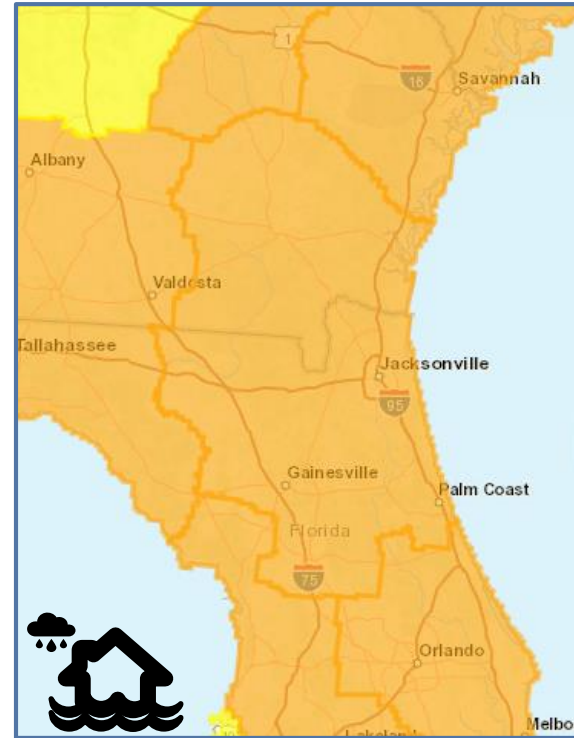 1
16
Savannah
Albany
Valdosta
Tallahassee
Jacksonville
95
Gainesville
Palm Coast
Florida
75
Orlando
Melbo